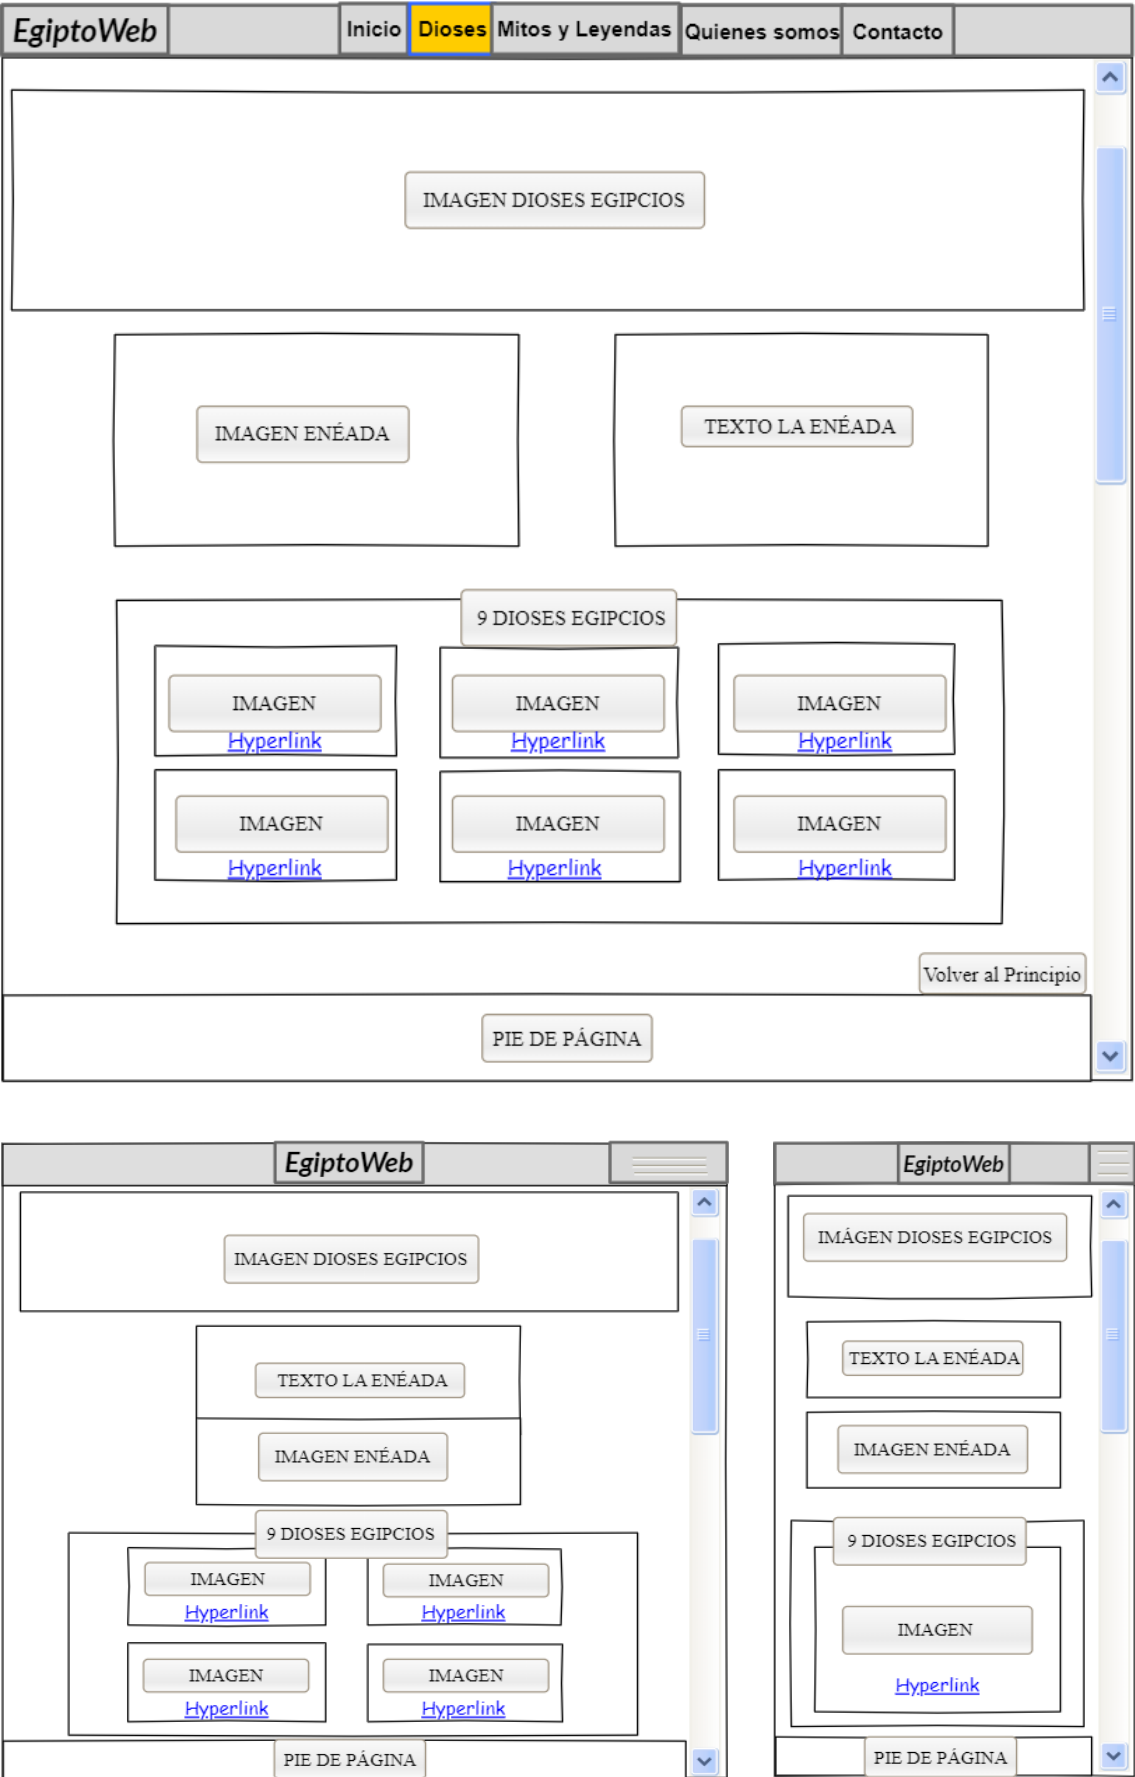 EgiptoWeb
Inicio Dioses Mitos y Leyendas Quienes somos Contacto
IMAGEN DIOSES EGIPCIOS
IMAGEN ENÉADA
TEXTO LA ENÉADA
9 DIOSES EGIPCIOS
IMAGEN IMAGEN IMAGEN
Hyperlink Hyperlink Hyperlink
IMAGEN IMAGEN IMAGEN
Hyperlink Hyperlink Hyperlink
Volver al Principio
PIE DE PÁGINA
EgiptoWeb
IMAGEN DIOSES EGIPCIOS
TEXTO LA ENÉADA
IMAGEN ENÉADA
9 DIOSES EGIPCIOS
IMAGEN IMAGEN
Hyperlink Hyperlink
IMAGEN IMAGEN
Hyperlink Hyperlink
PIE DE PÁGINA
EgiptoWeb
IMÁGEN DIOSES EGIPCIOS
TEXTO LA ENÉADA
IMAGEN ENÉADA
9 DIOSES EGIPCIOS
IMAGEN
Hyperlink
PIE DE PÁGINA